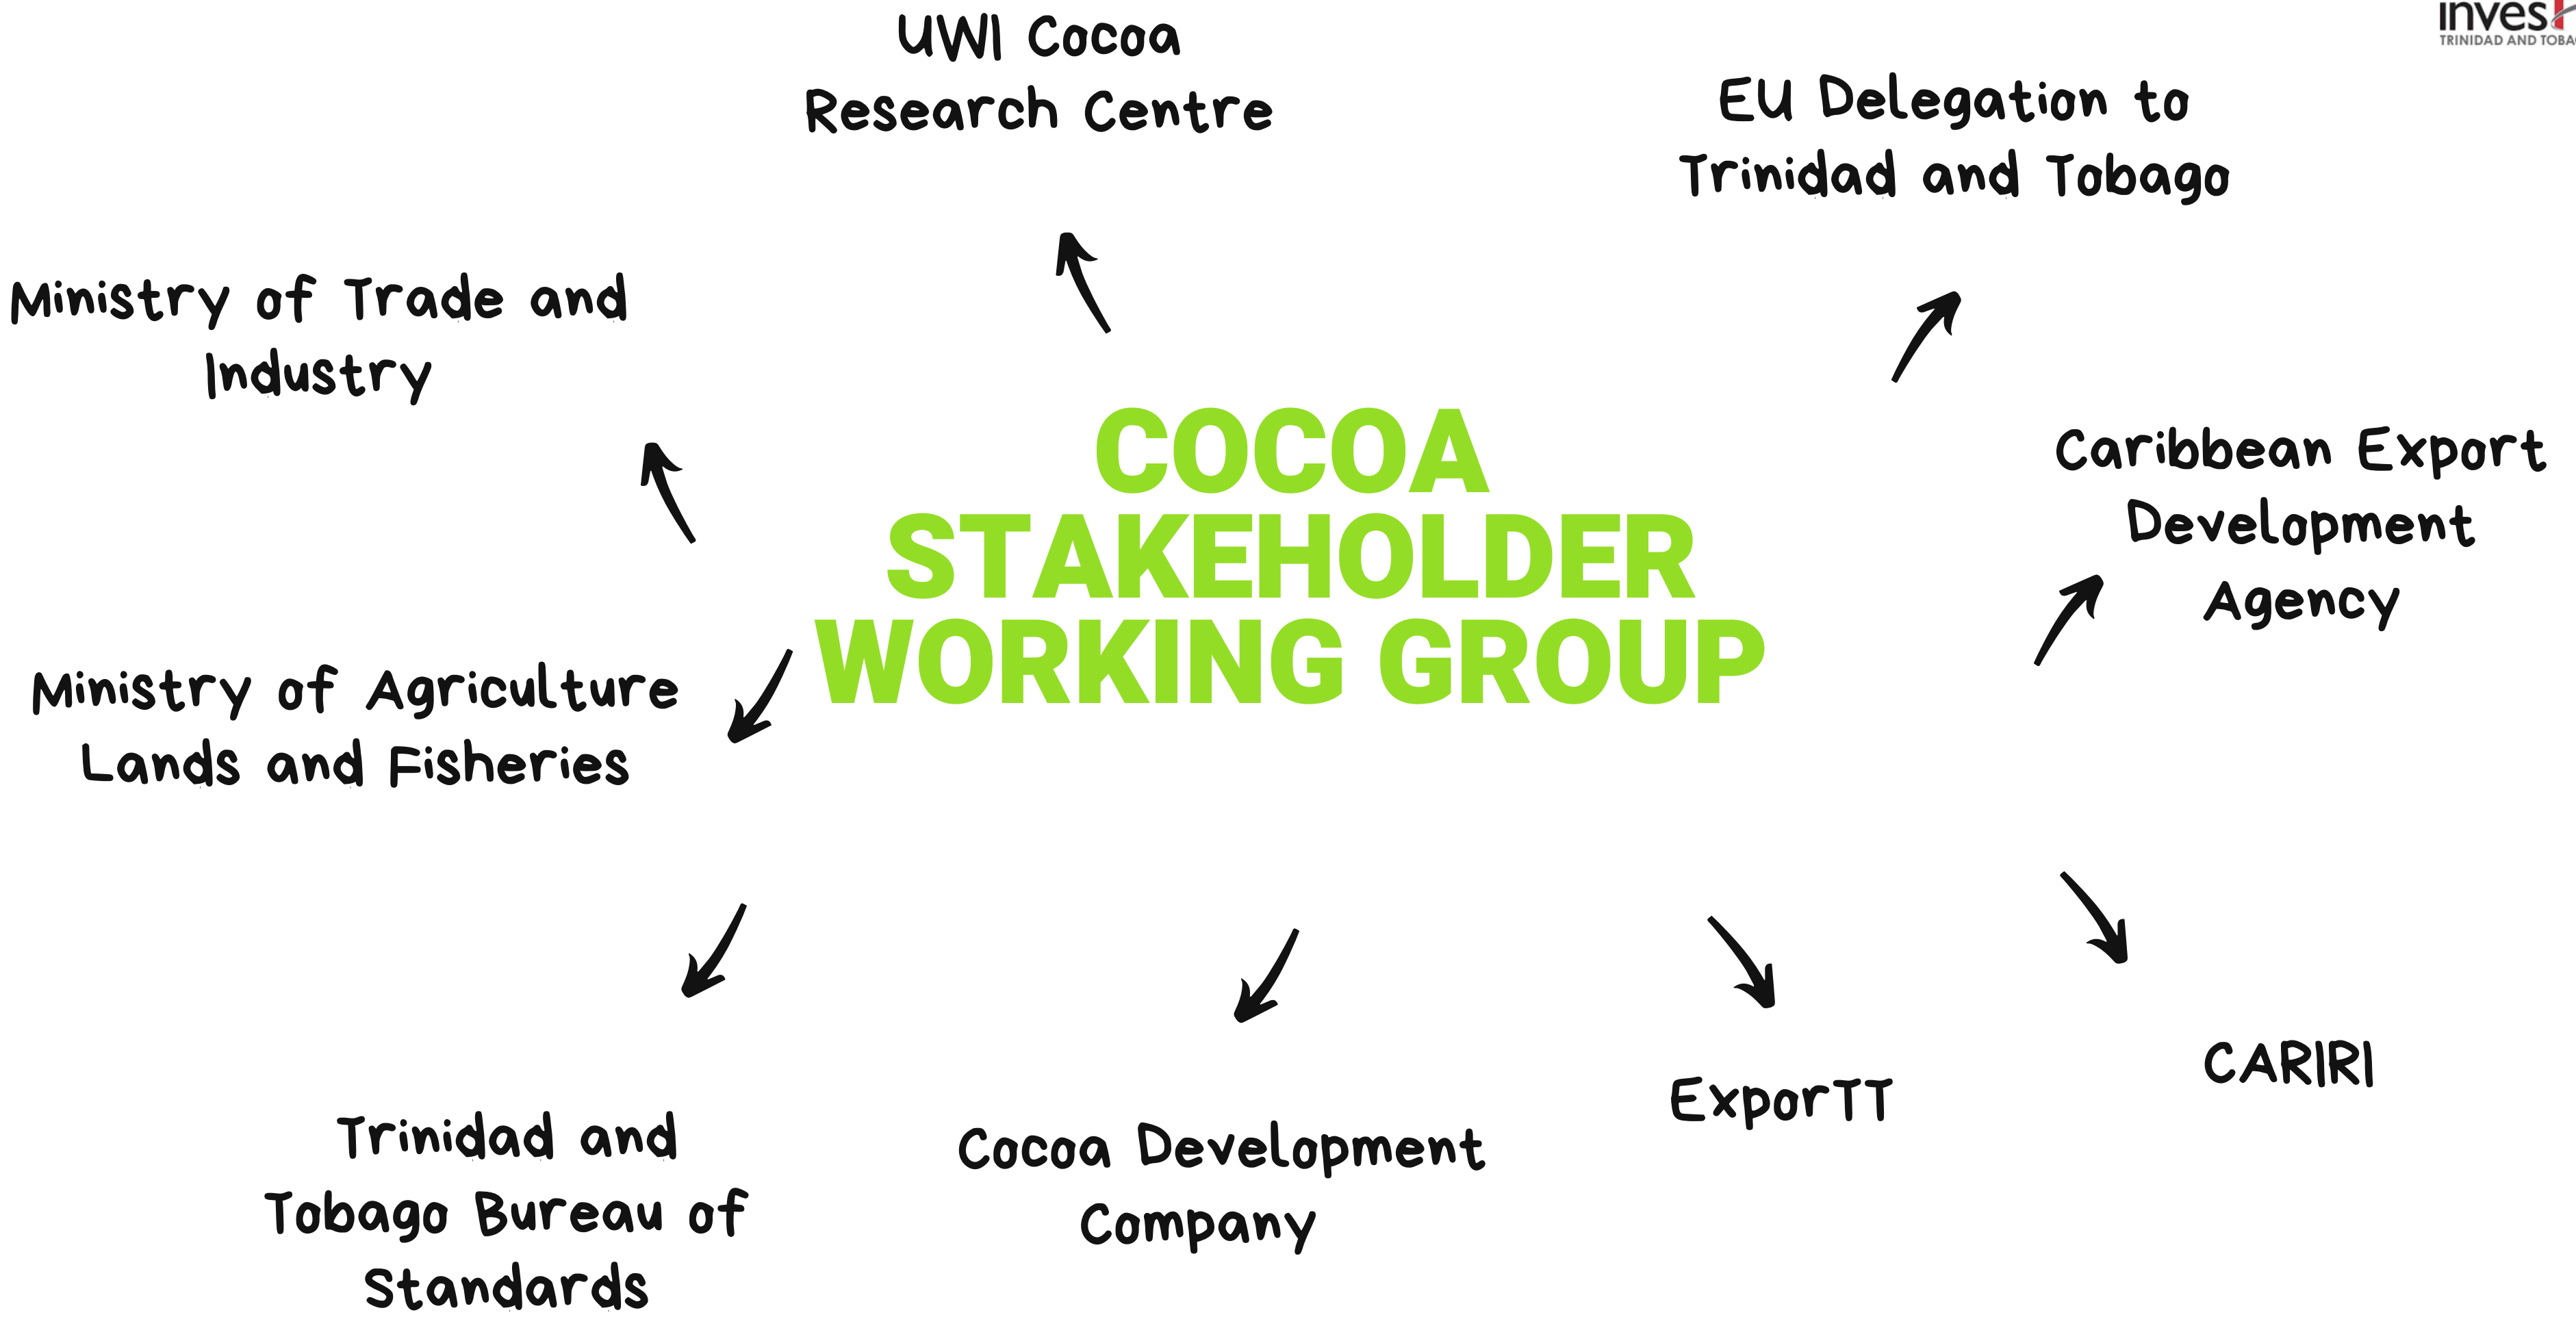 UWI Cocoa
Research Centre
EU Delegation to
Trinidad and Tobago
TRINIDAD AND
Ministry of Trade and
Industry
COCOA
STAKEHOLDER
WORKING GROUP
Caribbean Export
Development
Agency
Ministry of Agriculture
Lands and Fisheries
Trinidad and
Tobago Bureau of
Standards
Cocoa Development
Company
ExporTT
CARIRI